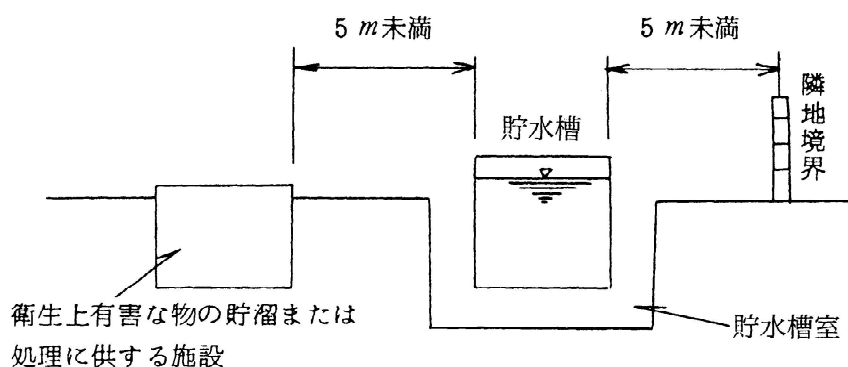 5 m未満
5 m未満
隣地境界
貯水槽
衛生上有害な物の貯溜または
処理に供する施設
貯水槽室